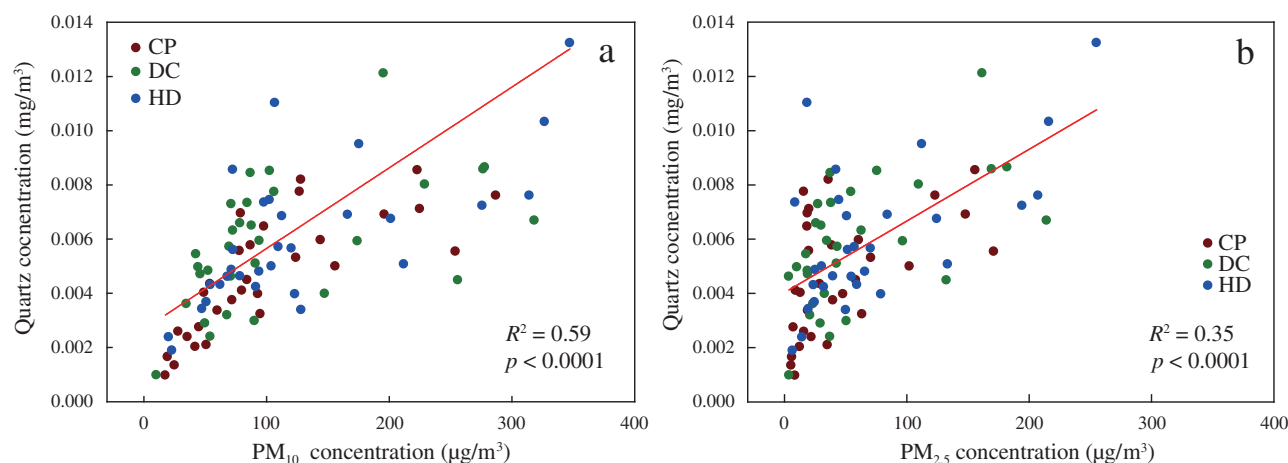 a
CP
DC
HD
R² = 0.59
p < 0.0001
0.014
0.012
0.010
0.008
0.006
0.004
0.002
0.000
0
100
200
300
400
Quartz cocnentration (mg/m³)
PM₁₀ concentration (μg/m³)
b
CP
DC
HD
R² = 0.35
p < 0.0001
0.014
0.012
0.010
0.008
0.006
0.004
0.002
0.000
0
100
200
300
400
Quartz cocnentration (mg/m³)
PM₂.₅ concentration (μg/m³)